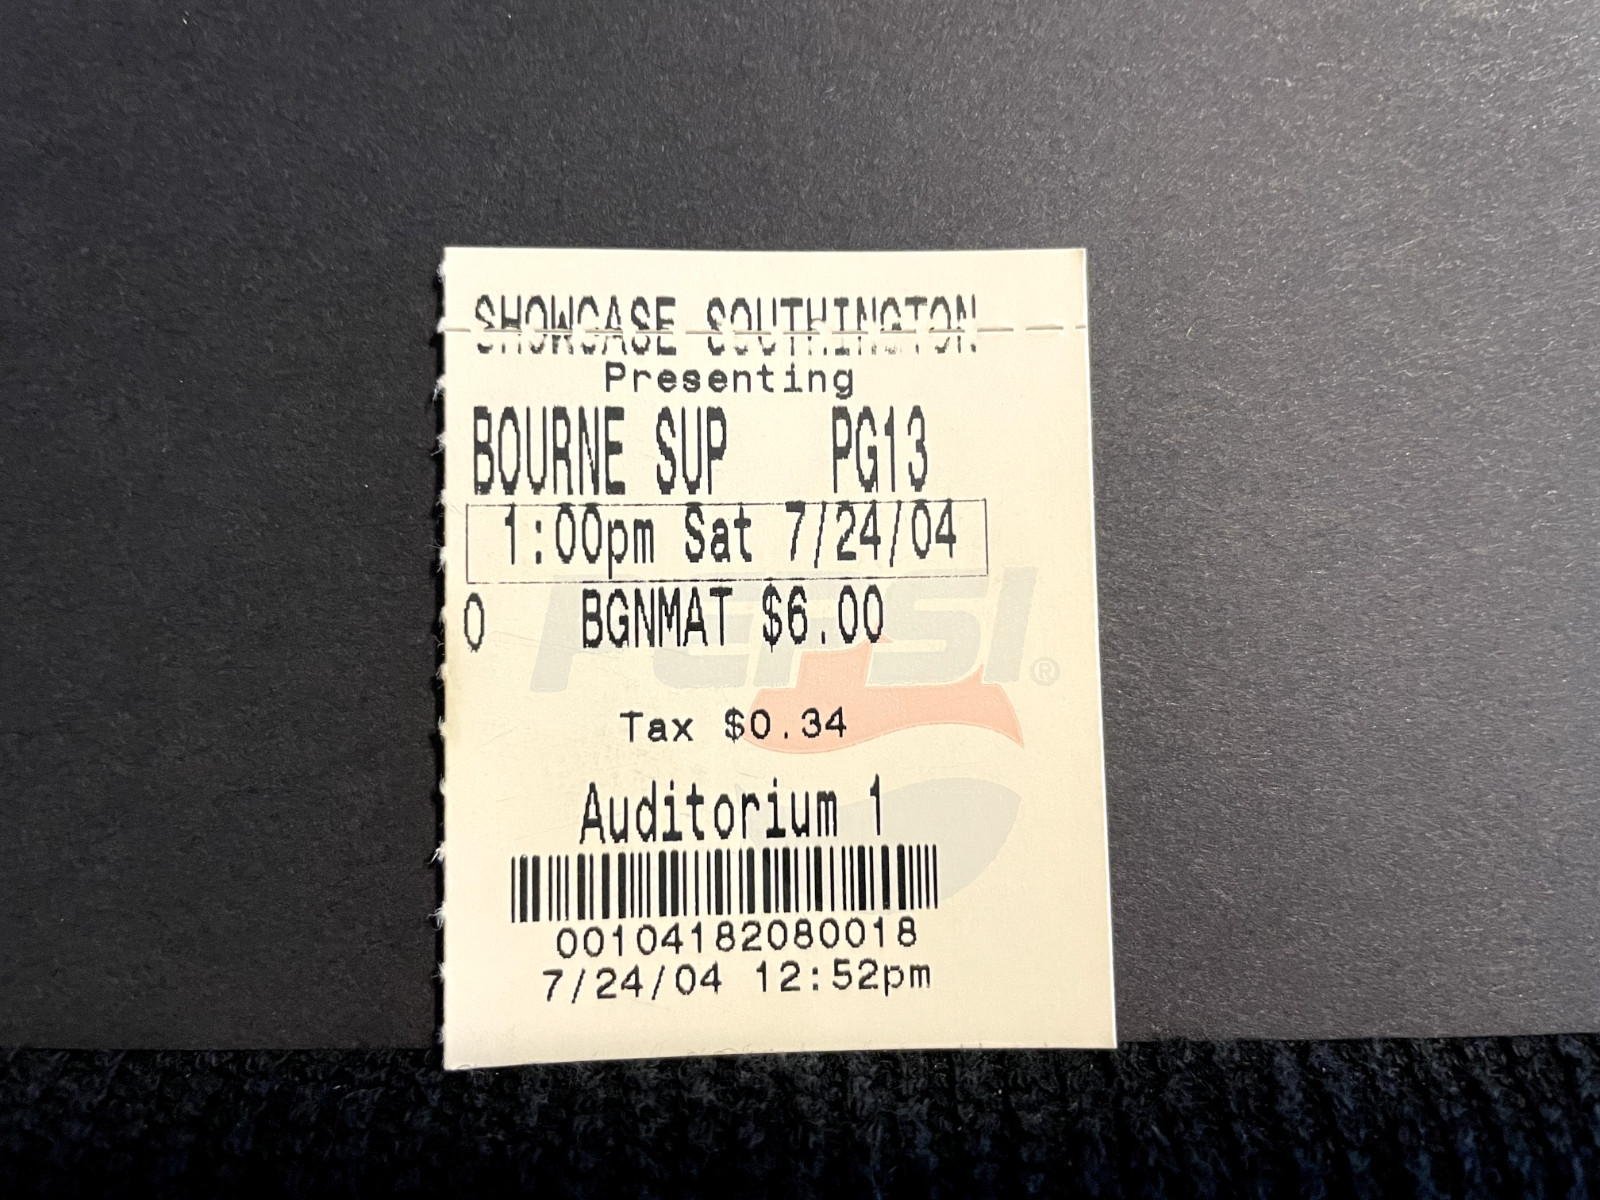 SHOWCASE SOUTHINGTON
Presenting
BOURNE SUP PG13
1:00pm Sat 7/24/04
0 BGNMAT $6.00
PEPSI®
Tax $0.34
Auditorium 1
00104182080018
7/24/04 12:52pm